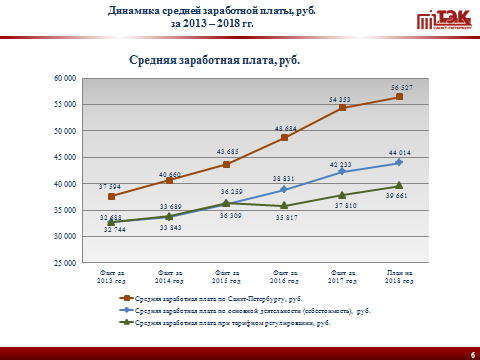 Динамика средней заработной платы, руб.
за 2013 – 2018 гг.
ТЭК
САНКТ-ПЕТЕРБУРГ
Средняя заработная плата, руб.
60 000
55 000
50 000
45 000
40 000
35 000
30 000
25 000
37 594
40 660
43 685
48 684
54 353
56 527
32 688
33 689
36 259
38 831
42 233
44 014
32 744
33 843
36 309
35 817
37 810
39 661
Факт за 2013 год
Факт за 2014 год
Факт за 2015 год
Факт за 2016 год
Факт за 2017 год
План на 2018 год
Средняя заработная плата по Санкт-Петербургу, руб.
Средняя заработная плата по основной деятельности (себестоимость), руб.
Средняя заработная плата при тарифном регулировании, руб.
6